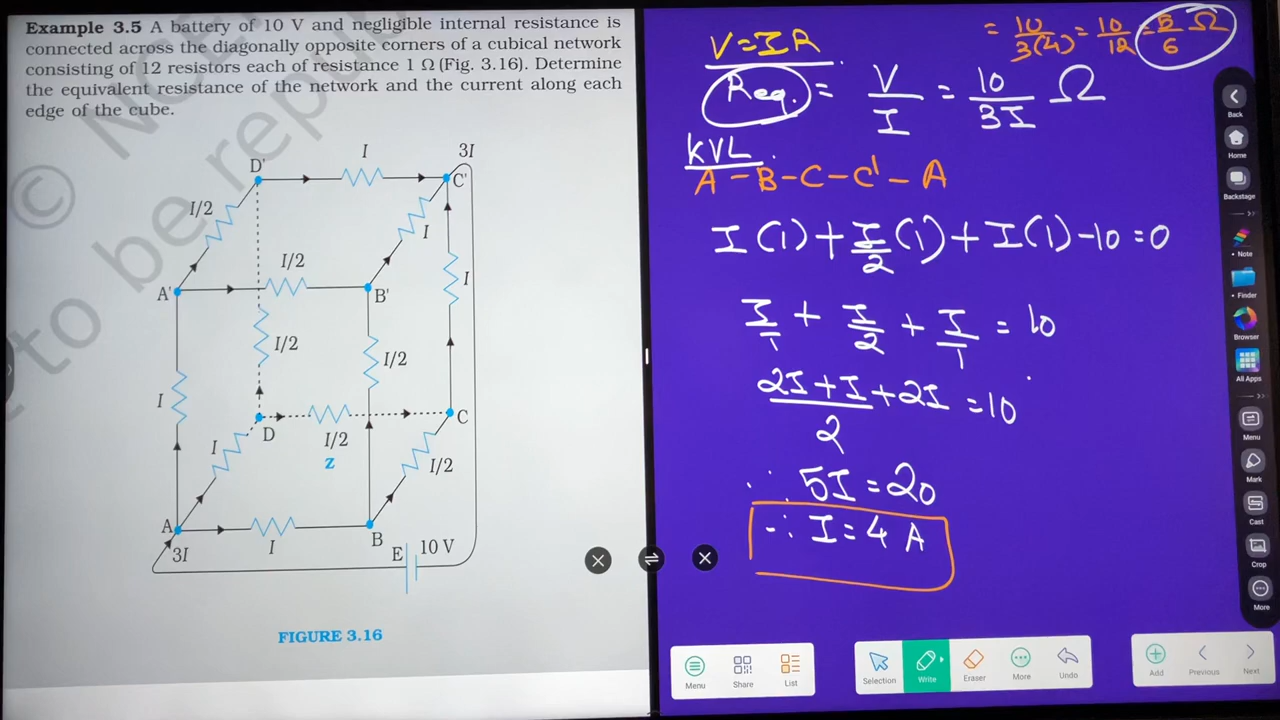 Example 3.5 A battery of 10 V and negligible internal resistance is
connected across the diagonally opposite corners of a cubical network
consisting of 12 resistors each of resistance 1 Ω (Fig. 3.16). Determine
the equivalent resistance of the network and the current along each
edge of the cube.
© NCE
to be repu
D'
I
3I
C'
I/2
I
I/2
A'
B'
I
I/2
I/2
I
D
I/2
C
I
Z
I/2
A
3I
I
B
E
10 V
FIGURE 3.16
V=IR
= 10/3(4) = 10/12 = 5/6 Ω
Req. = V/I = 10/3I Ω
KVL
A - B - C - C' - A
I(1) + I/2(1) + I(1) - 10 = 0
I/1 + I/2 + I/1 = 10
2I+I+2I/2 = 10
∴ 5I = 20
∴ I = 4 A
Back
Home
Backstage
Note
Finder
Browser
All Apps
Menu
Mark
Cast
Crop
More
Menu
Share
List
Selection
Write
Eraser
More
Undo
Add
Previous
Next